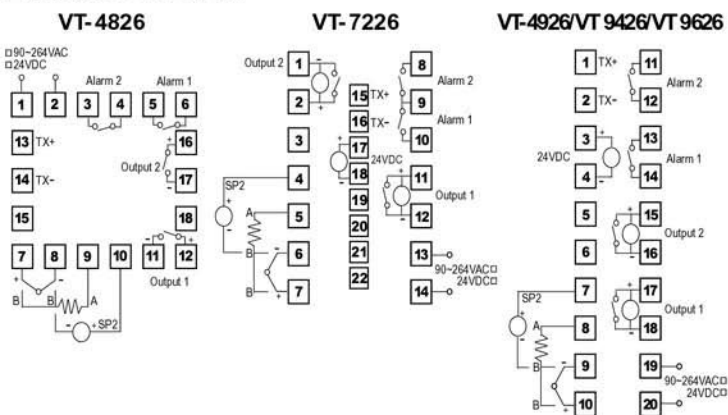 VT-4826
□90~264VAC
□24VDC
Alarm 2
Alarm 1
1
2
3
4
5
6
13
TX+
16
+
14
TX-
Output 2
17
-
15
18
7
8
9
10
11
12
-
+
+
-
Output 1
B
B
A
-
+
SP2
VT-7226
Output 2
1
-
2
+
3
4
SP2
+
-
5
A
6
B
-
7
B
+
15
TX+
16
TX-
17
+
24VDC
18
-
19
20
21
22
8
Alarm 2
9
Alarm 1
10
11
+
Output 1
12
-
13
90~264VAC□
24VDC□
14
VT-4926/VT 9426/VT 9626
1
TX+
11
Alarm 2
2
TX-
12
3
+
13
24VDC
Alarm 1
4
-
14
5
15
+
Output 2
6
16
-
7
17
+
SP2
Output 1
+
-
8
A
18
-
9
B
-
19
90~264VAC□
24VDC□
10
B
+
20